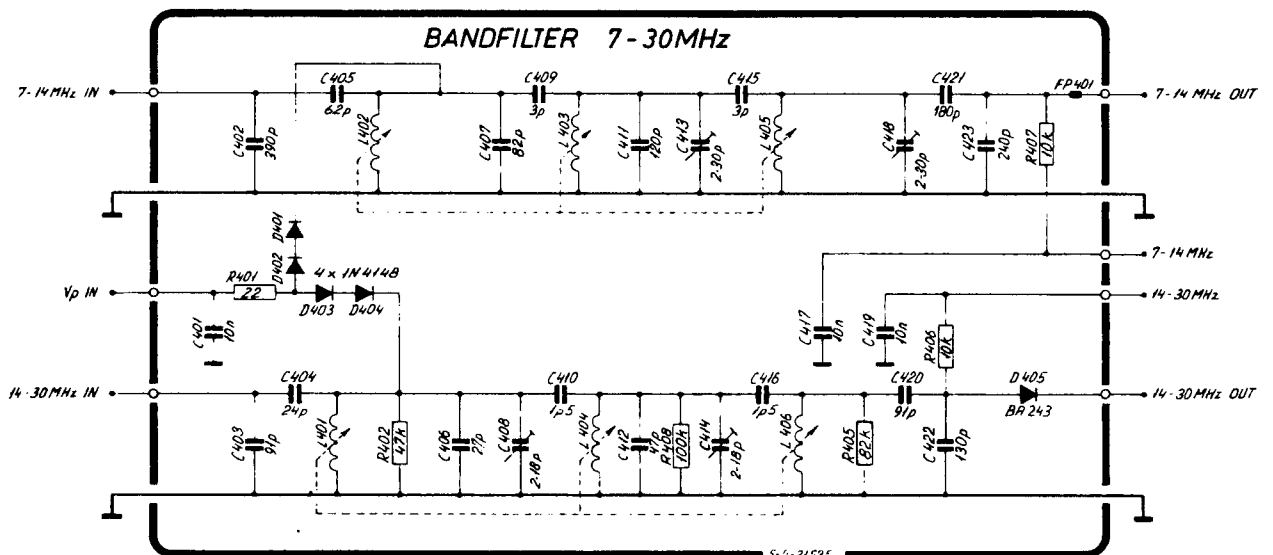 BANDFILTER 7-30MHz
7-14MHz IN
C402
390p
C405
62p
L402
C407
82p
C409
3p
L403
C411
120p
C413
2-30p
C415
3p
L405
C418
2-30p
C421
180p
C423
240p
R407
10k
FP401
7-14 MHz OUT
Vp IN
C401
10n
R401
22
D401
D402
4 x 1N4148
D403
D404
7-14MHz
14-30MHz
C417
10n
C419
10n
R406
10k
14-30MHz IN
C403
91p
C404
24p
L401
R402
47k
C406
27p
C408
2-18p
C410
1p5
L404
C412
47p
R408
100k
C414
2-18p
C416
1p5
L406
R405
82k
C420
91p
C422
130p
D405
BA243
14-30MHz OUT